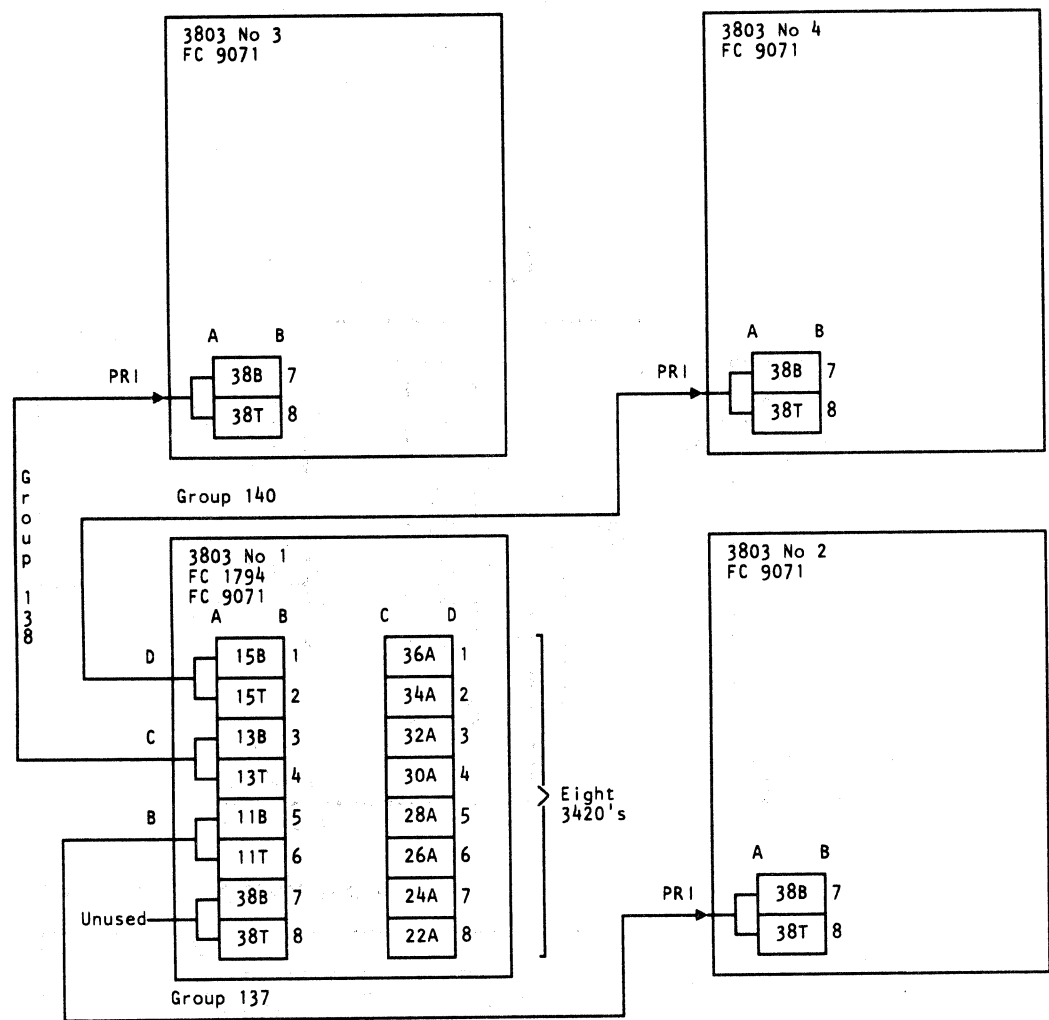 3803 No 3
FC 9071
A B
38B 7
38T 8
PRI
3803 No 4
FC 9071
A B
38B 7
38T 8
PRI
Group 138
Group 140
3803 No 1
FC 1794
FC 9071
A B C D
D
15B 1 36A 1
15T 2 34A 2
C
13B 3 32A 3
13T 4 30A 4
B
11B 5 28A 5
11T 6 26A 6
Unused
38B 7 24A 7
38T 8 22A 8
Eight
3420's
Group 137
3803 No 2
FC 9071
A B
38B 7
38T 8
PRI